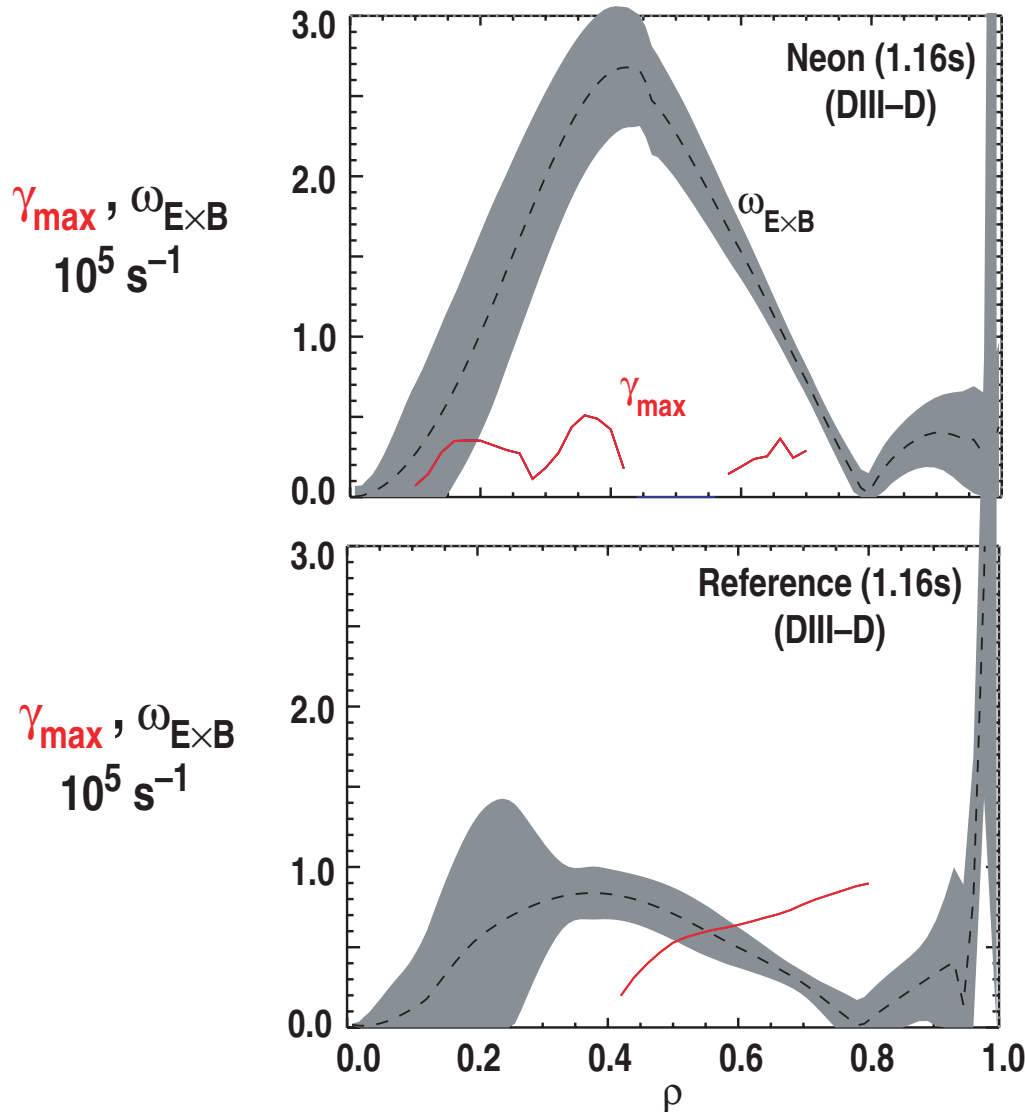 3.0
2.0
1.0
0.0
γmax , ωE×B
10⁵ s⁻¹
Neon (1.16s)
(DIII–D)
ωE×B
γmax
3.0
2.0
1.0
0.0
γmax , ωE×B
10⁵ s⁻¹
Reference (1.16s)
(DIII–D)
0.0 0.2 0.4 0.6 0.8 1.0
ρ